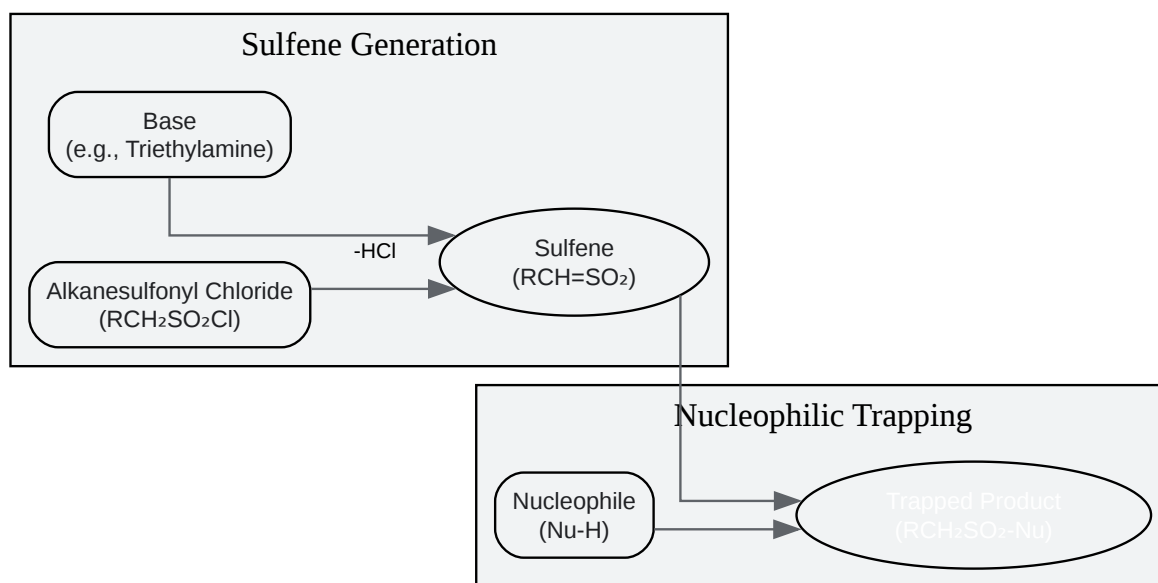 Sulfene Generation
Base
(e.g., Triethylamine)
-HCl
Sulfene
(RCH=SO₂)
Alkanesulfonyl Chloride
(RCH₂SO₂Cl)
Nucleophilic Trapping
Nucleophile
(Nu-H)
Trapped Product
(RCH₂SO₂-Nu)